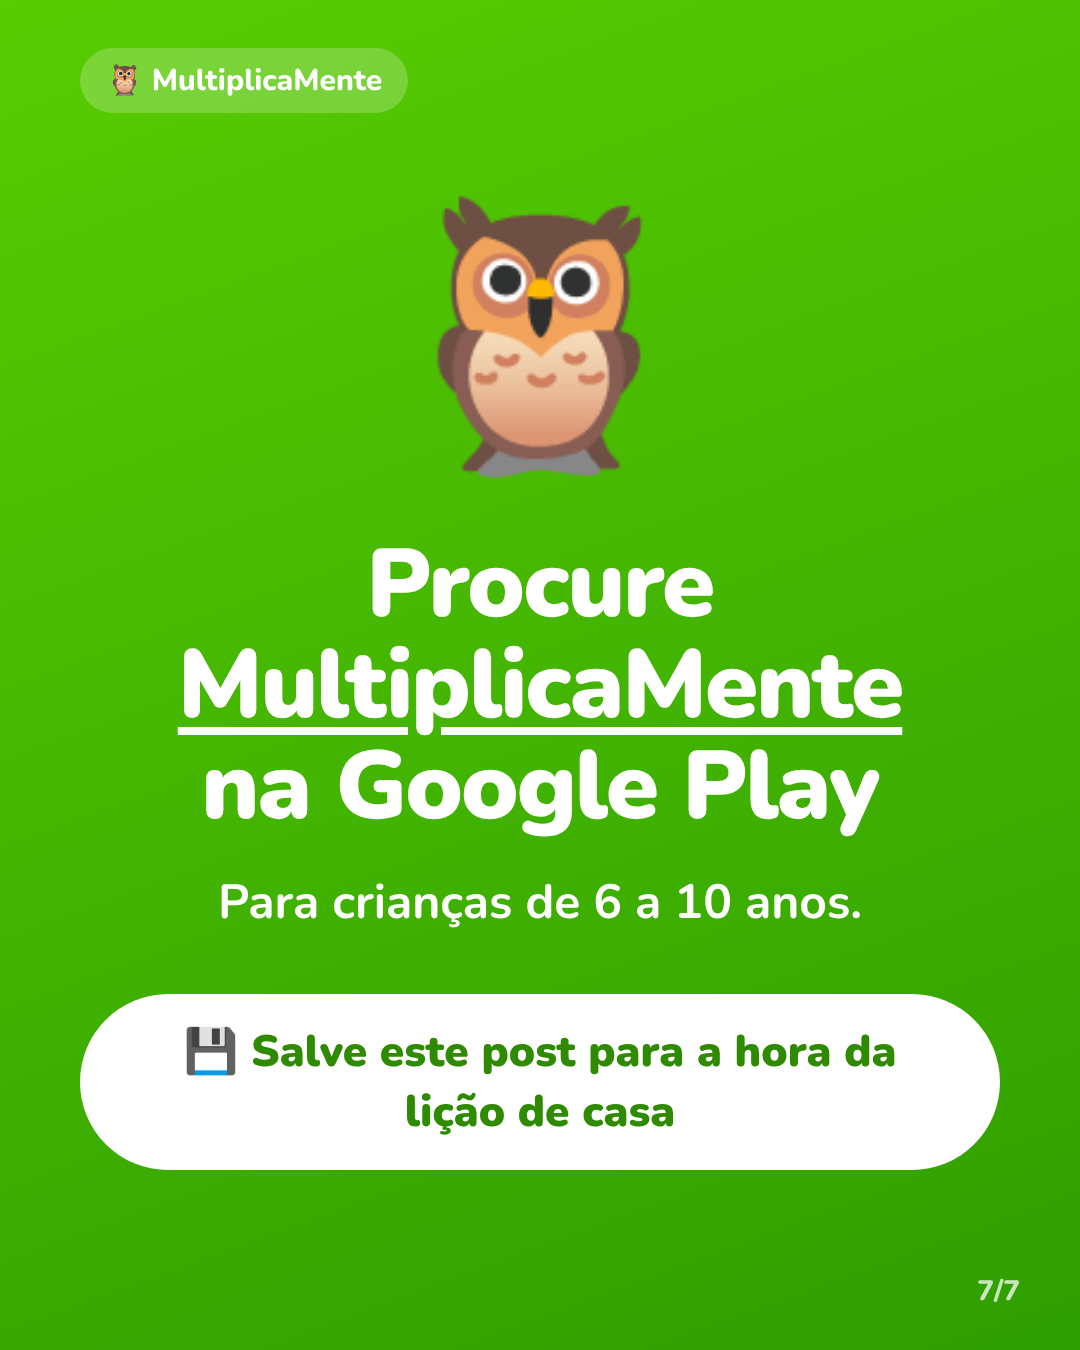 MultiplicaMente
Procure
MultiplicaMente
na Google Play
Para crianças de 6 a 10 anos.
Salve este post para a hora da
lição de casa
7/7